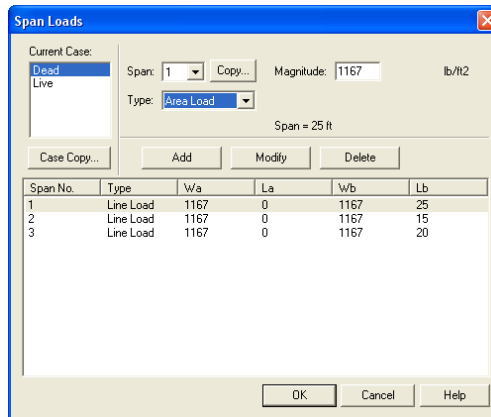 Span Loads
Current Case:
Dead
Live
Span: 1 Copy... Magnitude: 1167 lb/ft2
Type: Area Load
Span = 25 ft
Case Copy... Add Modify Delete
Span No. Type Wa La Wb Lb
1 Line Load 1167 0 1167 25
2 Line Load 1167 0 1167 15
3 Line Load 1167 0 1167 20
OK Cancel Help